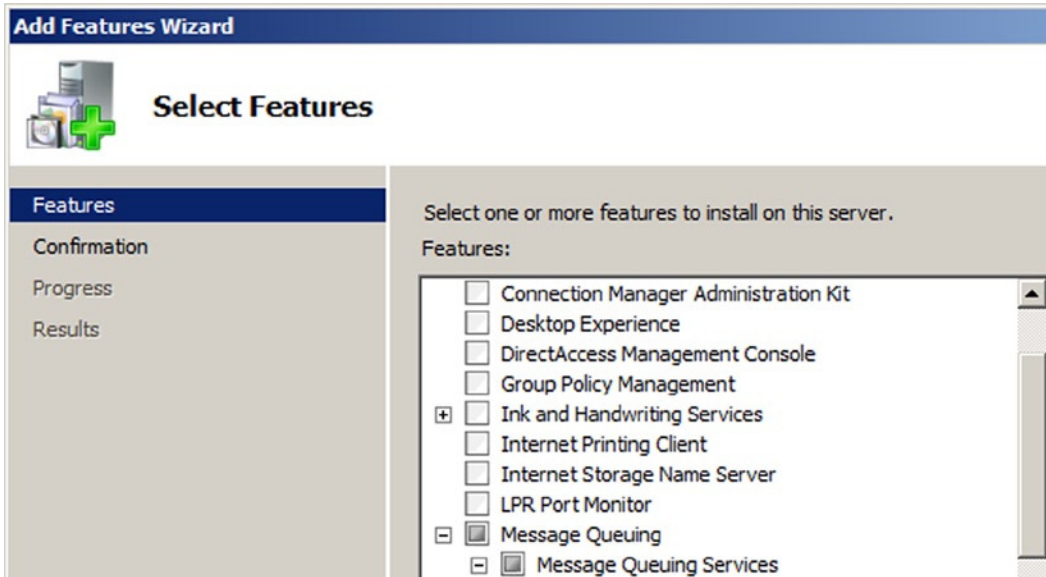 Add Features Wizard
Select Features
Features
Confirmation
Progress
Results
Select one or more features to install on this server.
Features:
Connection Manager Administration Kit
Desktop Experience
DirectAccess Management Console
Group Policy Management
Ink and Handwriting Services
Internet Printing Client
Internet Storage Name Server
LPR Port Monitor
Message Queuing
Message Queuing Services